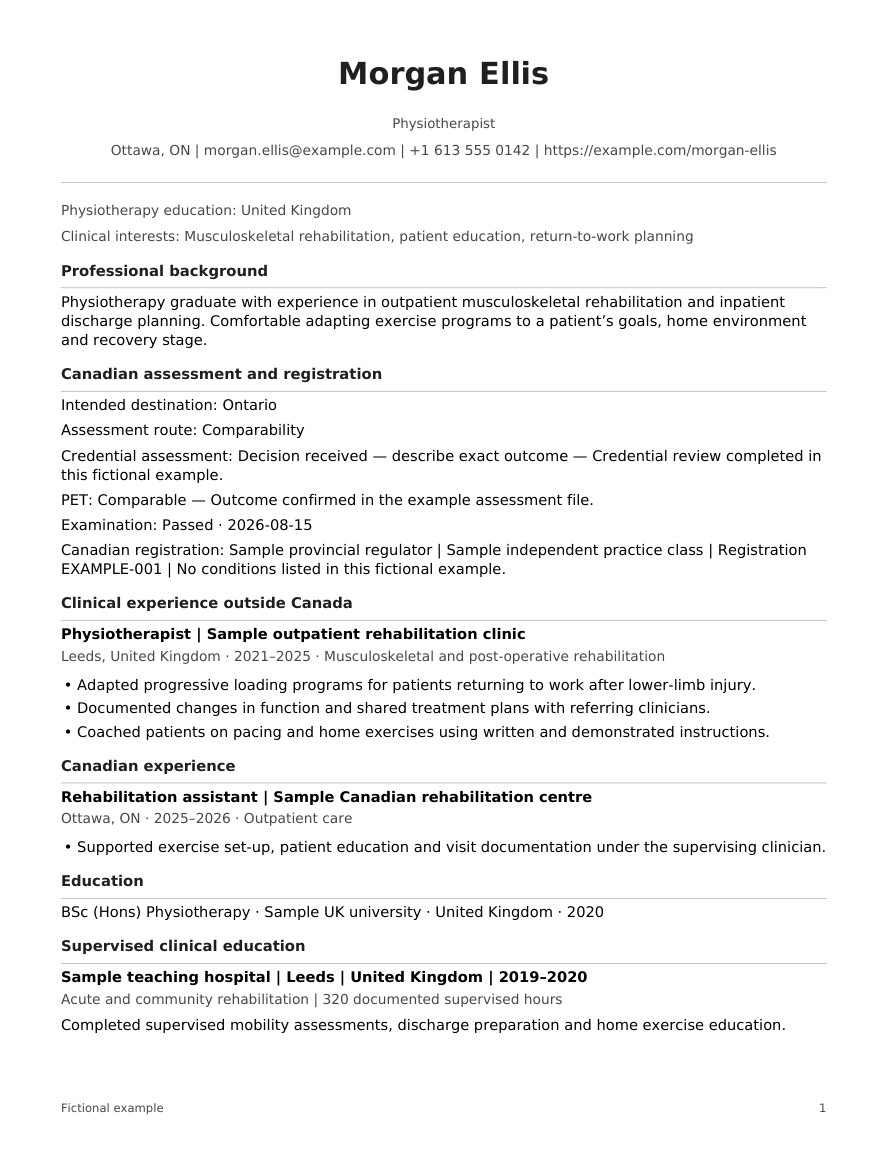 Morgan Ellis
Physiotherapist
Ottawa, ON | morgan.ellis@example.com | +1 613 555 0142 | https://example.com/morgan-ellis
Physiotherapy education: United Kingdom
Clinical interests: Musculoskeletal rehabilitation, patient education, return-to-work planning
Professional background
Physiotherapy graduate with experience in outpatient musculoskeletal rehabilitation and inpatient
discharge planning. Comfortable adapting exercise programs to a patient’s goals, home environment
and recovery stage.
Canadian assessment and registration
Intended destination: Ontario
Assessment route: Comparability
Credential assessment: Decision received — describe exact outcome — Credential review completed in
this fictional example.
PET: Comparable — Outcome confirmed in the example assessment file.
Examination: Passed · 2026-08-15
Canadian registration: Sample provincial regulator | Sample independent practice class | Registration
EXAMPLE-001 | No conditions listed in this fictional example.
Clinical experience outside Canada
Physiotherapist | Sample outpatient rehabilitation clinic
Leeds, United Kingdom · 2021–2025 · Musculoskeletal and post-operative rehabilitation
• Adapted progressive loading programs for patients returning to work after lower-limb injury.
• Documented changes in function and shared treatment plans with referring clinicians.
• Coached patients on pacing and home exercises using written and demonstrated instructions.
Canadian experience
Rehabilitation assistant | Sample Canadian rehabilitation centre
Ottawa, ON · 2025–2026 · Outpatient care
• Supported exercise set-up, patient education and visit documentation under the supervising clinician.
Education
BSc (Hons) Physiotherapy · Sample UK university · United Kingdom · 2020
Supervised clinical education
Sample teaching hospital | Leeds | United Kingdom | 2019–2020
Acute and community rehabilitation | 320 documented supervised hours
Completed supervised mobility assessments, discharge preparation and home exercise education.
Fictional example
1